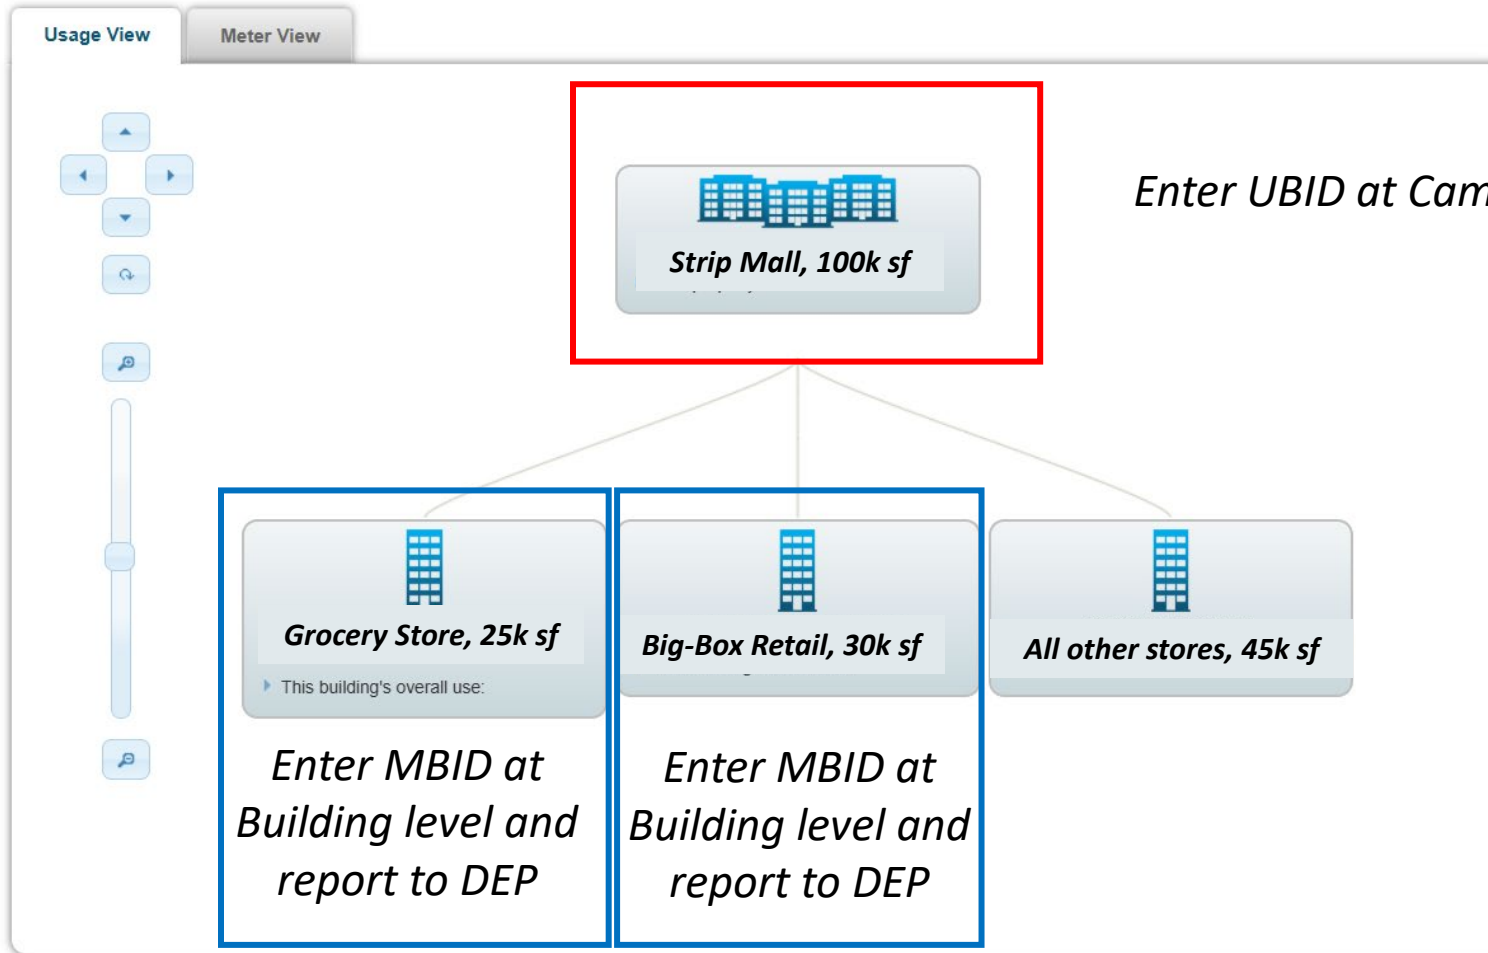 Usage View
Meter View
Enter UBID at Cam
Strip Mall, 100k sf
Grocery Store, 25k sf
Big-Box Retail, 30k sf
All other stores, 45k sf
This building's overall use:
Enter MBID at
Building level and
report to DEP
Enter MBID at
Building level and
report to DEP